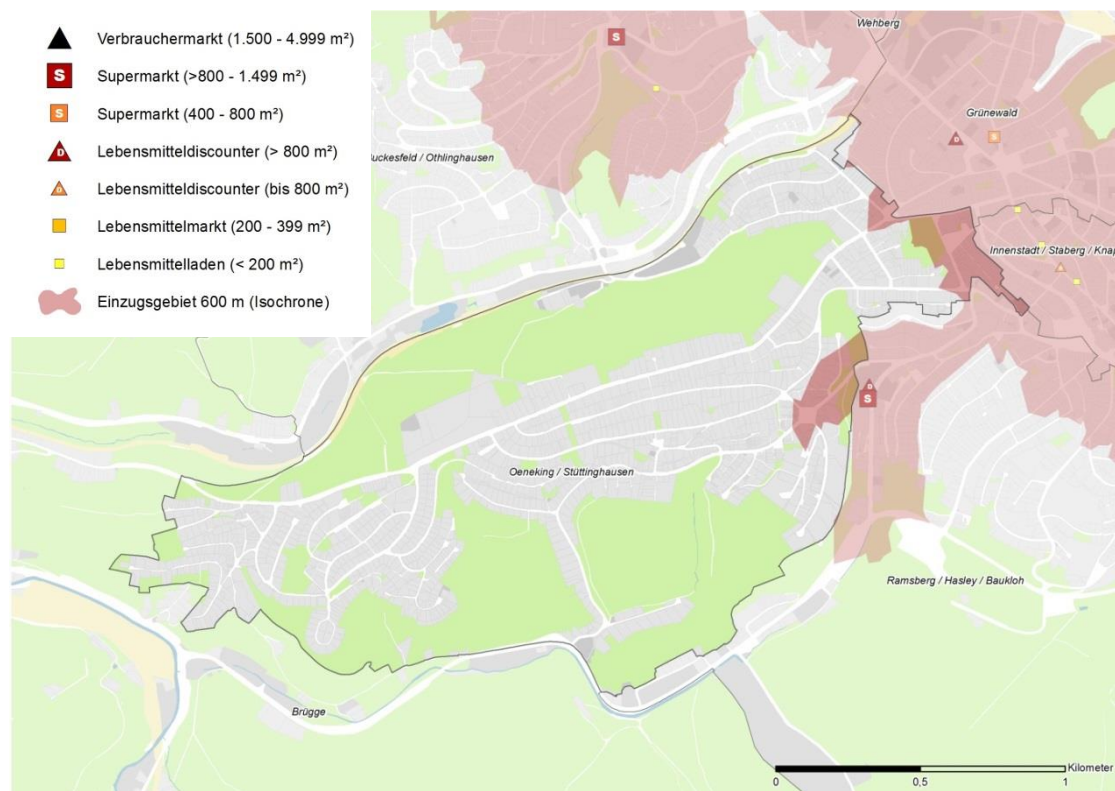 Verbrauchermarkt (1.500 - 4.999 m²)
S Supermarkt (>800 - 1.499 m²)
S Supermarkt (400 - 800 m²)
D Lebensmitteldiscounter (> 800 m²)
D Lebensmitteldiscounter (bis 800 m²)
Lebensmittelmarkt (200 - 399 m²)
Lebensmittelladen (< 200 m²)
Einzugsgebiet 600 m (Isochrone)
Wehberg
S
Grünewald
D
S
uckesfeld / Othlinghausen
Innenstadt / Staberg / Knap
D
D
S
Oeneking / Stüttinghausen
Ramsberg / Hasley / Baukloh
Brügge
Kilometer
0 0,5 1